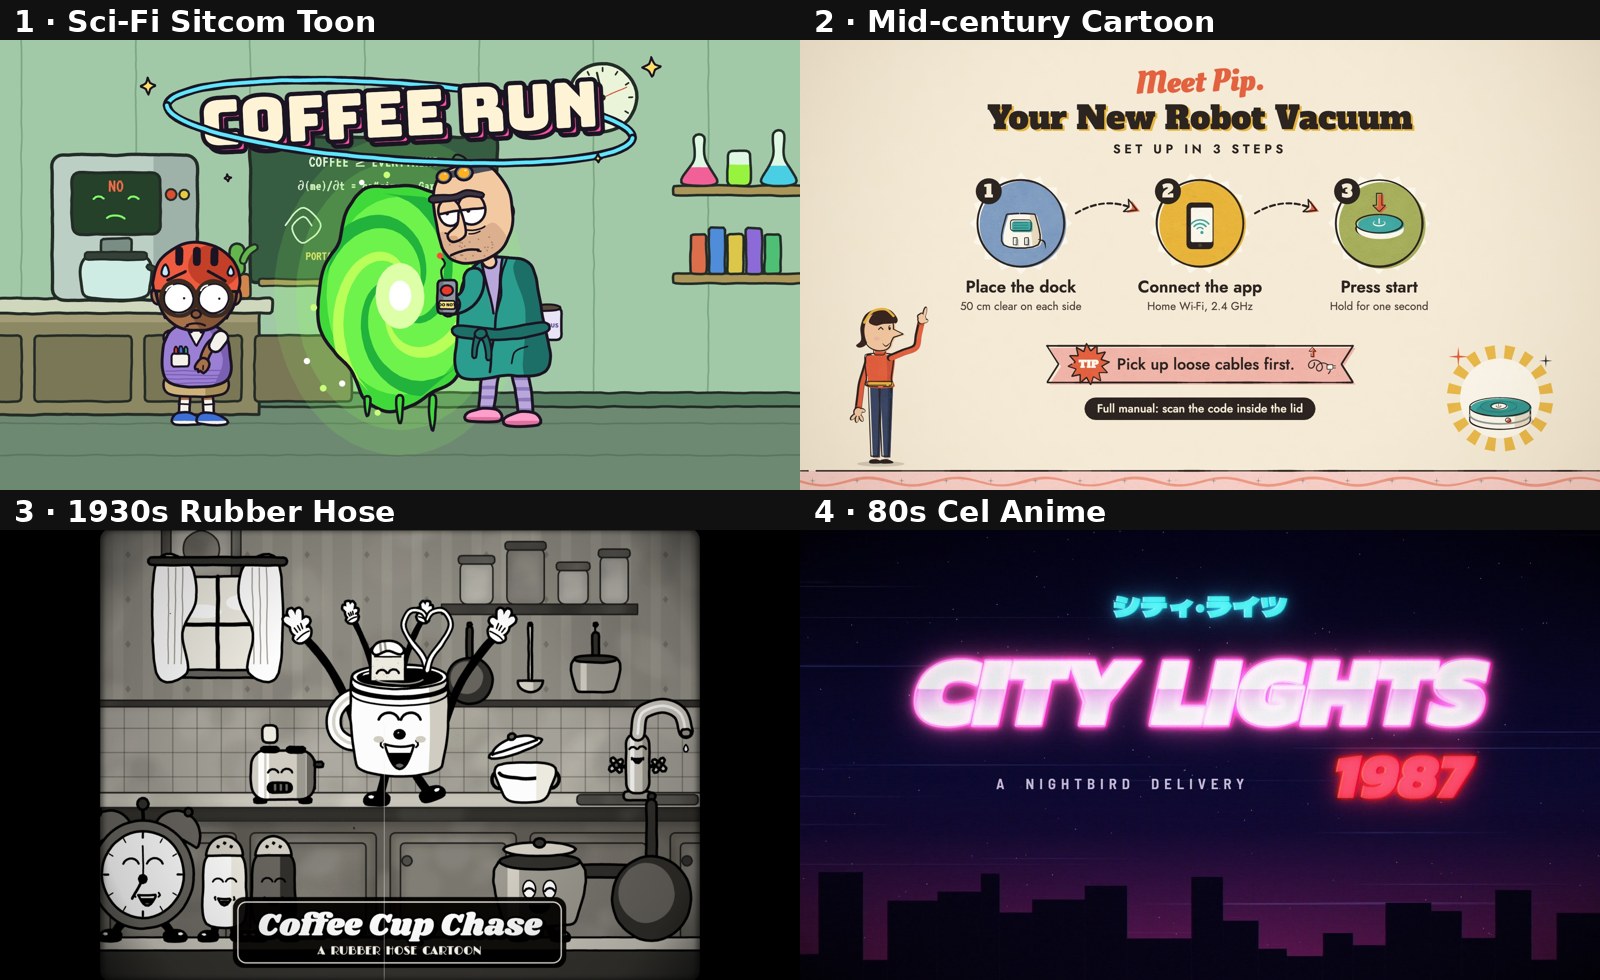 1 · Sci-Fi Sitcom Toon
COFFEE RUN
NO
COFFEE ≥
∂(me)/∂t =
2 · Mid-century Cartoon
Meet Pip.
Your New Robot Vacuum
SET UP IN 3 STEPS
1
2
3
Place the dock
Connect the app
Press start
50 cm clear on each side
Home Wi-Fi, 2.4 GHz
Hold for one second
TIP
Pick up loose cables first.
Full manual: scan the code inside the lid
3 · 1930s Rubber Hose
Coffee Cup Chase
A RUBBER HOSE CARTOON
4 · 80s Cel Anime
シティ・ライツ
CITY LIGHTS
1987
A NIGHTBIRD DELIVERY